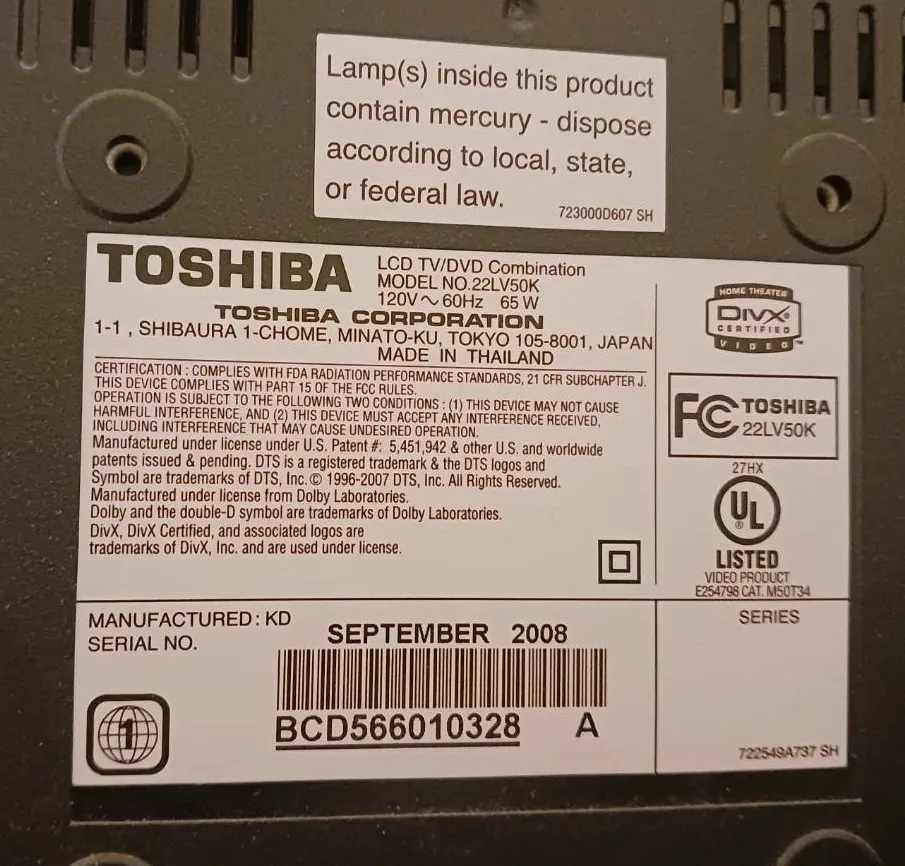 Lamp(s) inside this product
contain mercury - dispose
according to local, state,
or federal law.
723000D607 SH
TOSHIBA
LCD TV/DVD Combination
MODEL NO.22LV50K
120V～60Hz 65 W
TOSHIBA CORPORATION
1-1 , SHIBAURA 1-CHOME, MINATO-KU, TOKYO 105-8001, JAPAN
MADE IN THAILAND
CERTIFICATION : COMPLIES WITH FDA RADIATION PERFORMANCE STANDARDS, 21 CFR SUBCHAPTER J.
THIS DEVICE COMPLIES WITH PART 15 OF THE FCC RULES.
OPERATION IS SUBJECT TO THE FOLLOWING TWO CONDITIONS : (1) THIS DEVICE MAY NOT CAUSE
HARMFUL INTERFERENCE, AND (2) THIS DEVICE MUST ACCEPT ANY INTERFERENCE RECEIVED,
INCLUDING INTERFERENCE THAT MAY CAUSE UNDESIRED OPERATION.
Manufactured under license under U.S. Patent #: 5,451,942 & other U.S. and worldwide
patents issued & pending. DTS is a registered trademark & the DTS logos and
Symbol are trademarks of DTS, Inc. © 1996-2007 DTS, Inc. All Rights Reserved.
Manufactured under license from Dolby Laboratories.
Dolby and the double-D symbol are trademarks of Dolby Laboratories.
DivX, DivX Certified, and associated logos are
trademarks of DivX, Inc. and are used under license.
HOME THEATER
DIVX
CERTIFIED
VIDEO™
FC TOSHIBA
22LV50K
27HX
UL ®
LISTED
VIDEO PRODUCT
E254798 CAT. M50T34
MANUFACTURED : KD
SERIAL NO.
SEPTEMBER 2008
BCD566010328 A
1
SERIES
722549A737 SH